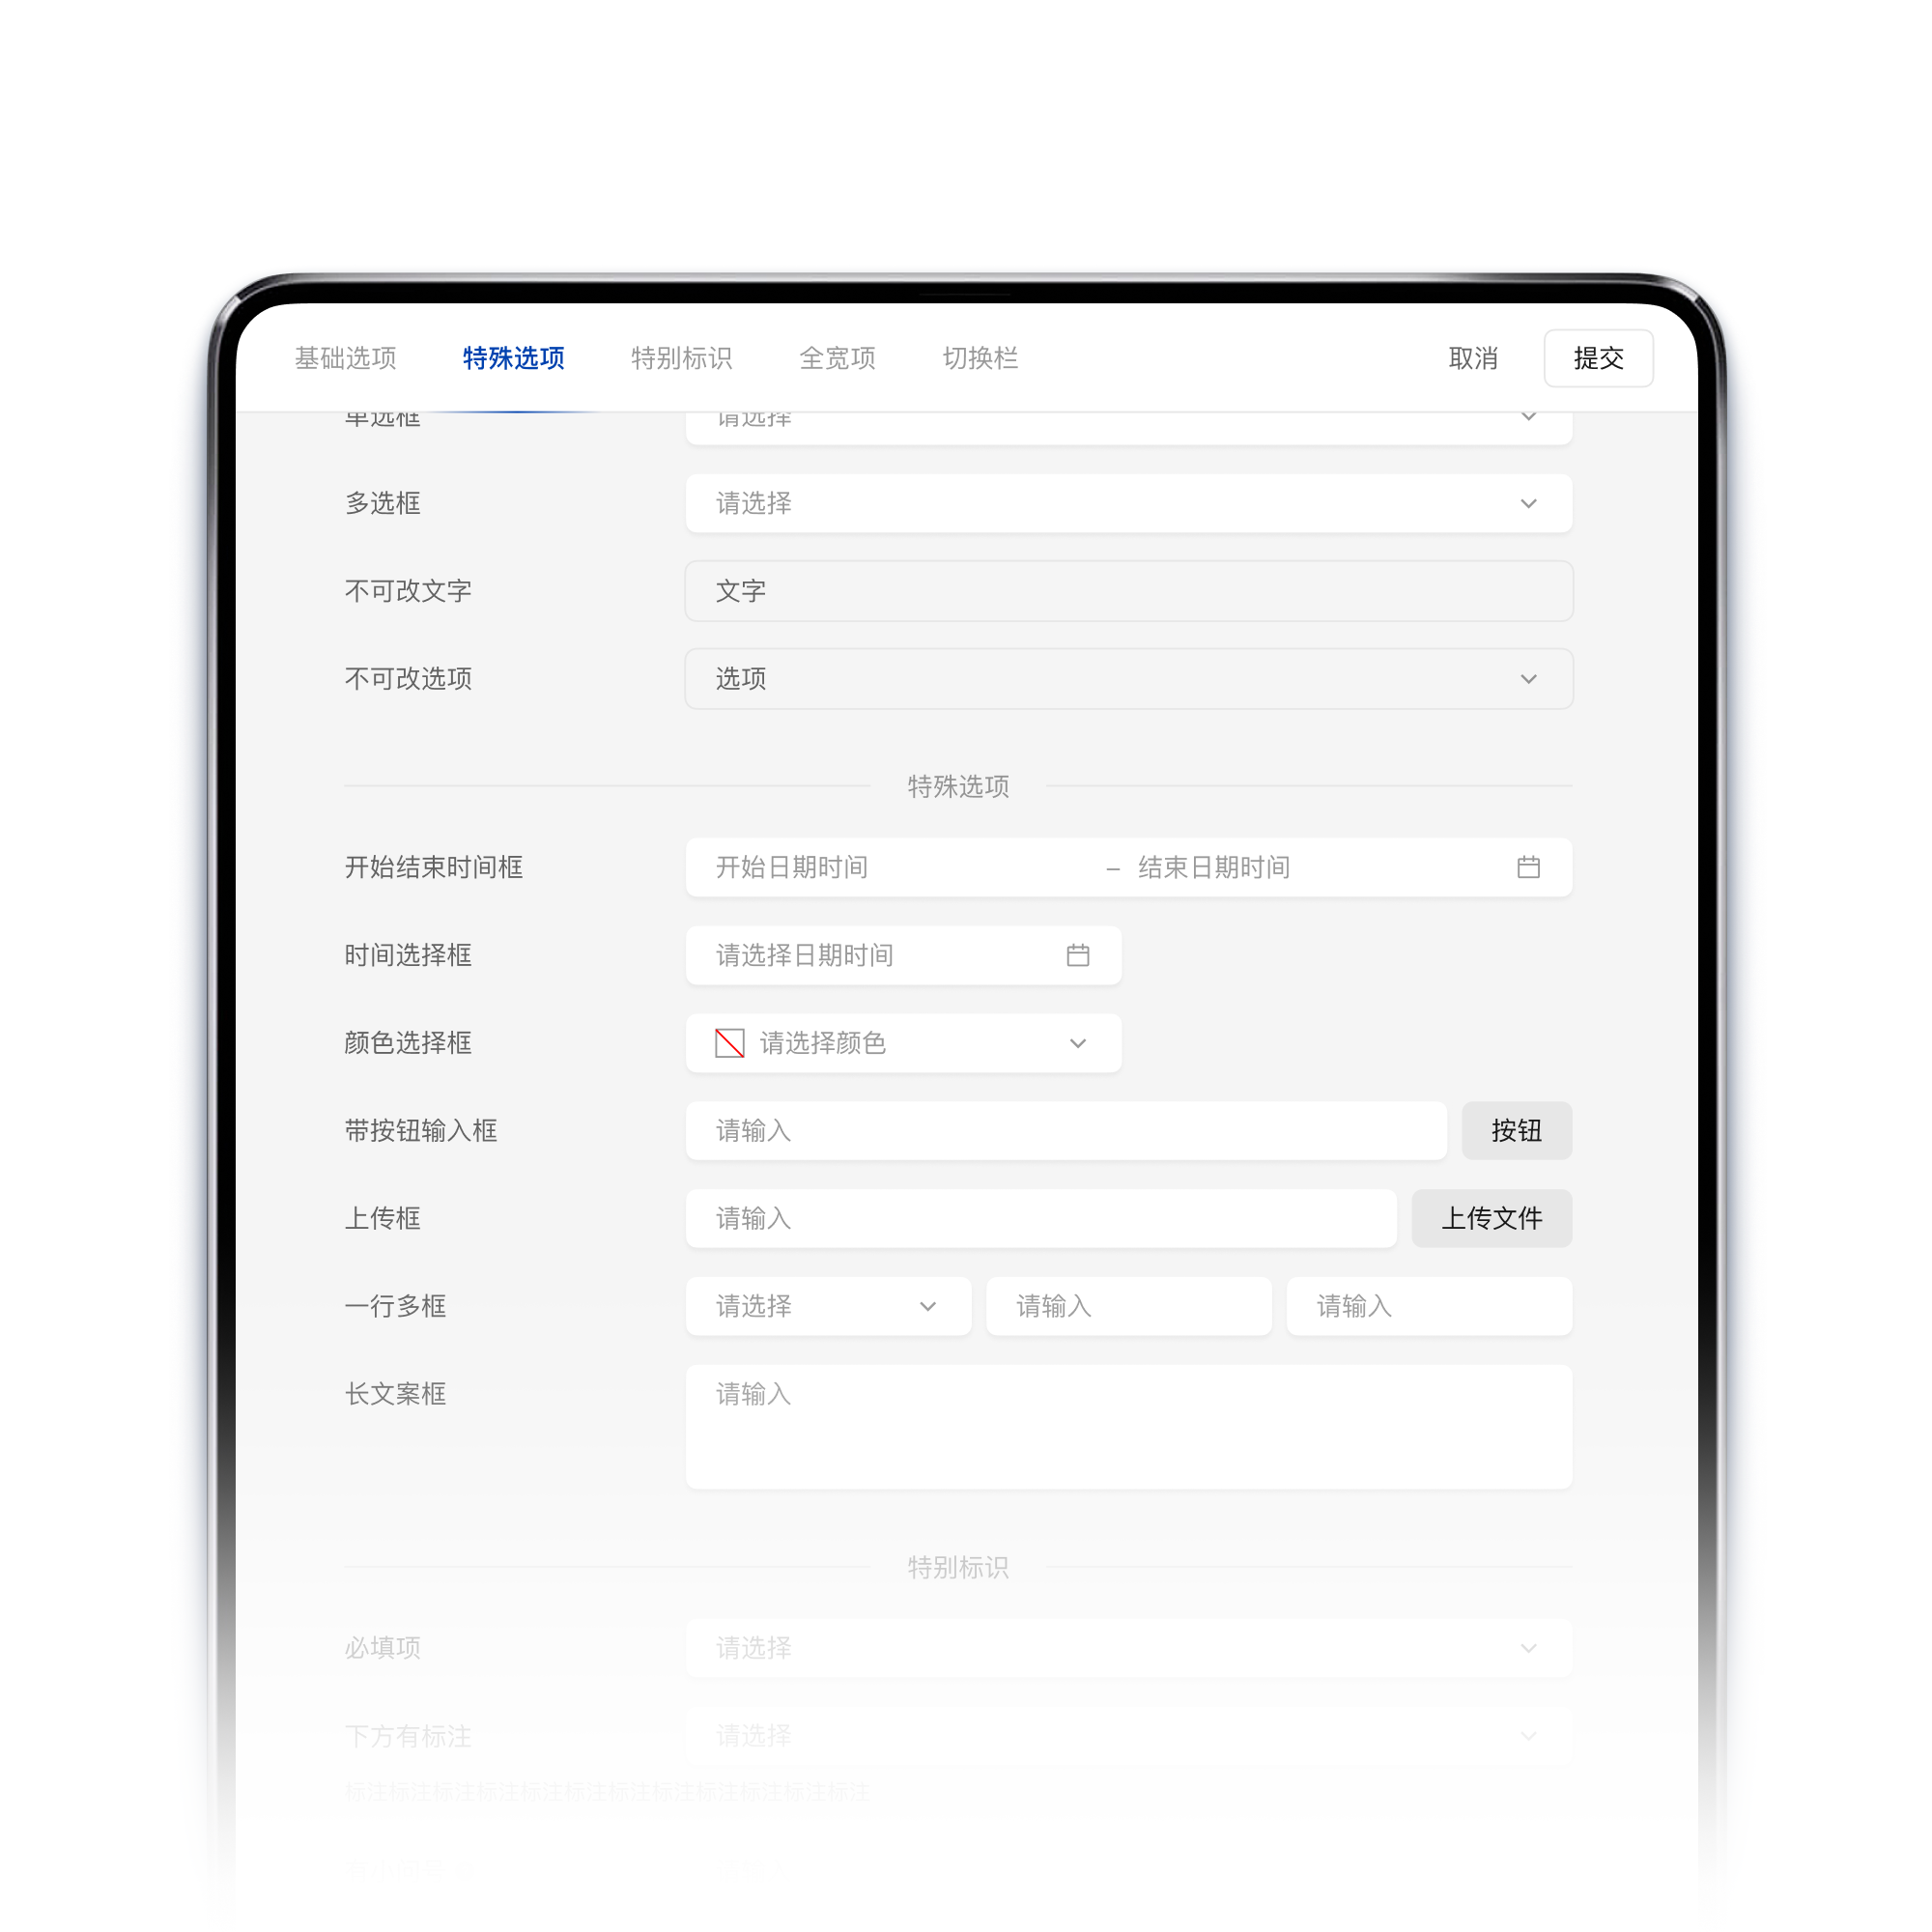 基础选项 特殊选项 特别标识 全宽项 切换栏 取消 提交
单选框 请选择
多选框 请选择
不可改文字 文字
不可改选项 选项
特殊选项
开始结束时间框 开始日期时间 – 结束日期时间
时间选择框 请选择日期时间
颜色选择框 请选择颜色
带按钮输入框 请输入 按钮
上传框 请输入 上传文件
一行多框 请选择 请输入 请输入
长文案框 请输入
特别标识
必填项 请选择
下方有标注 请选择
标注标注标注标注标注标注标注标注标注标注标注标注